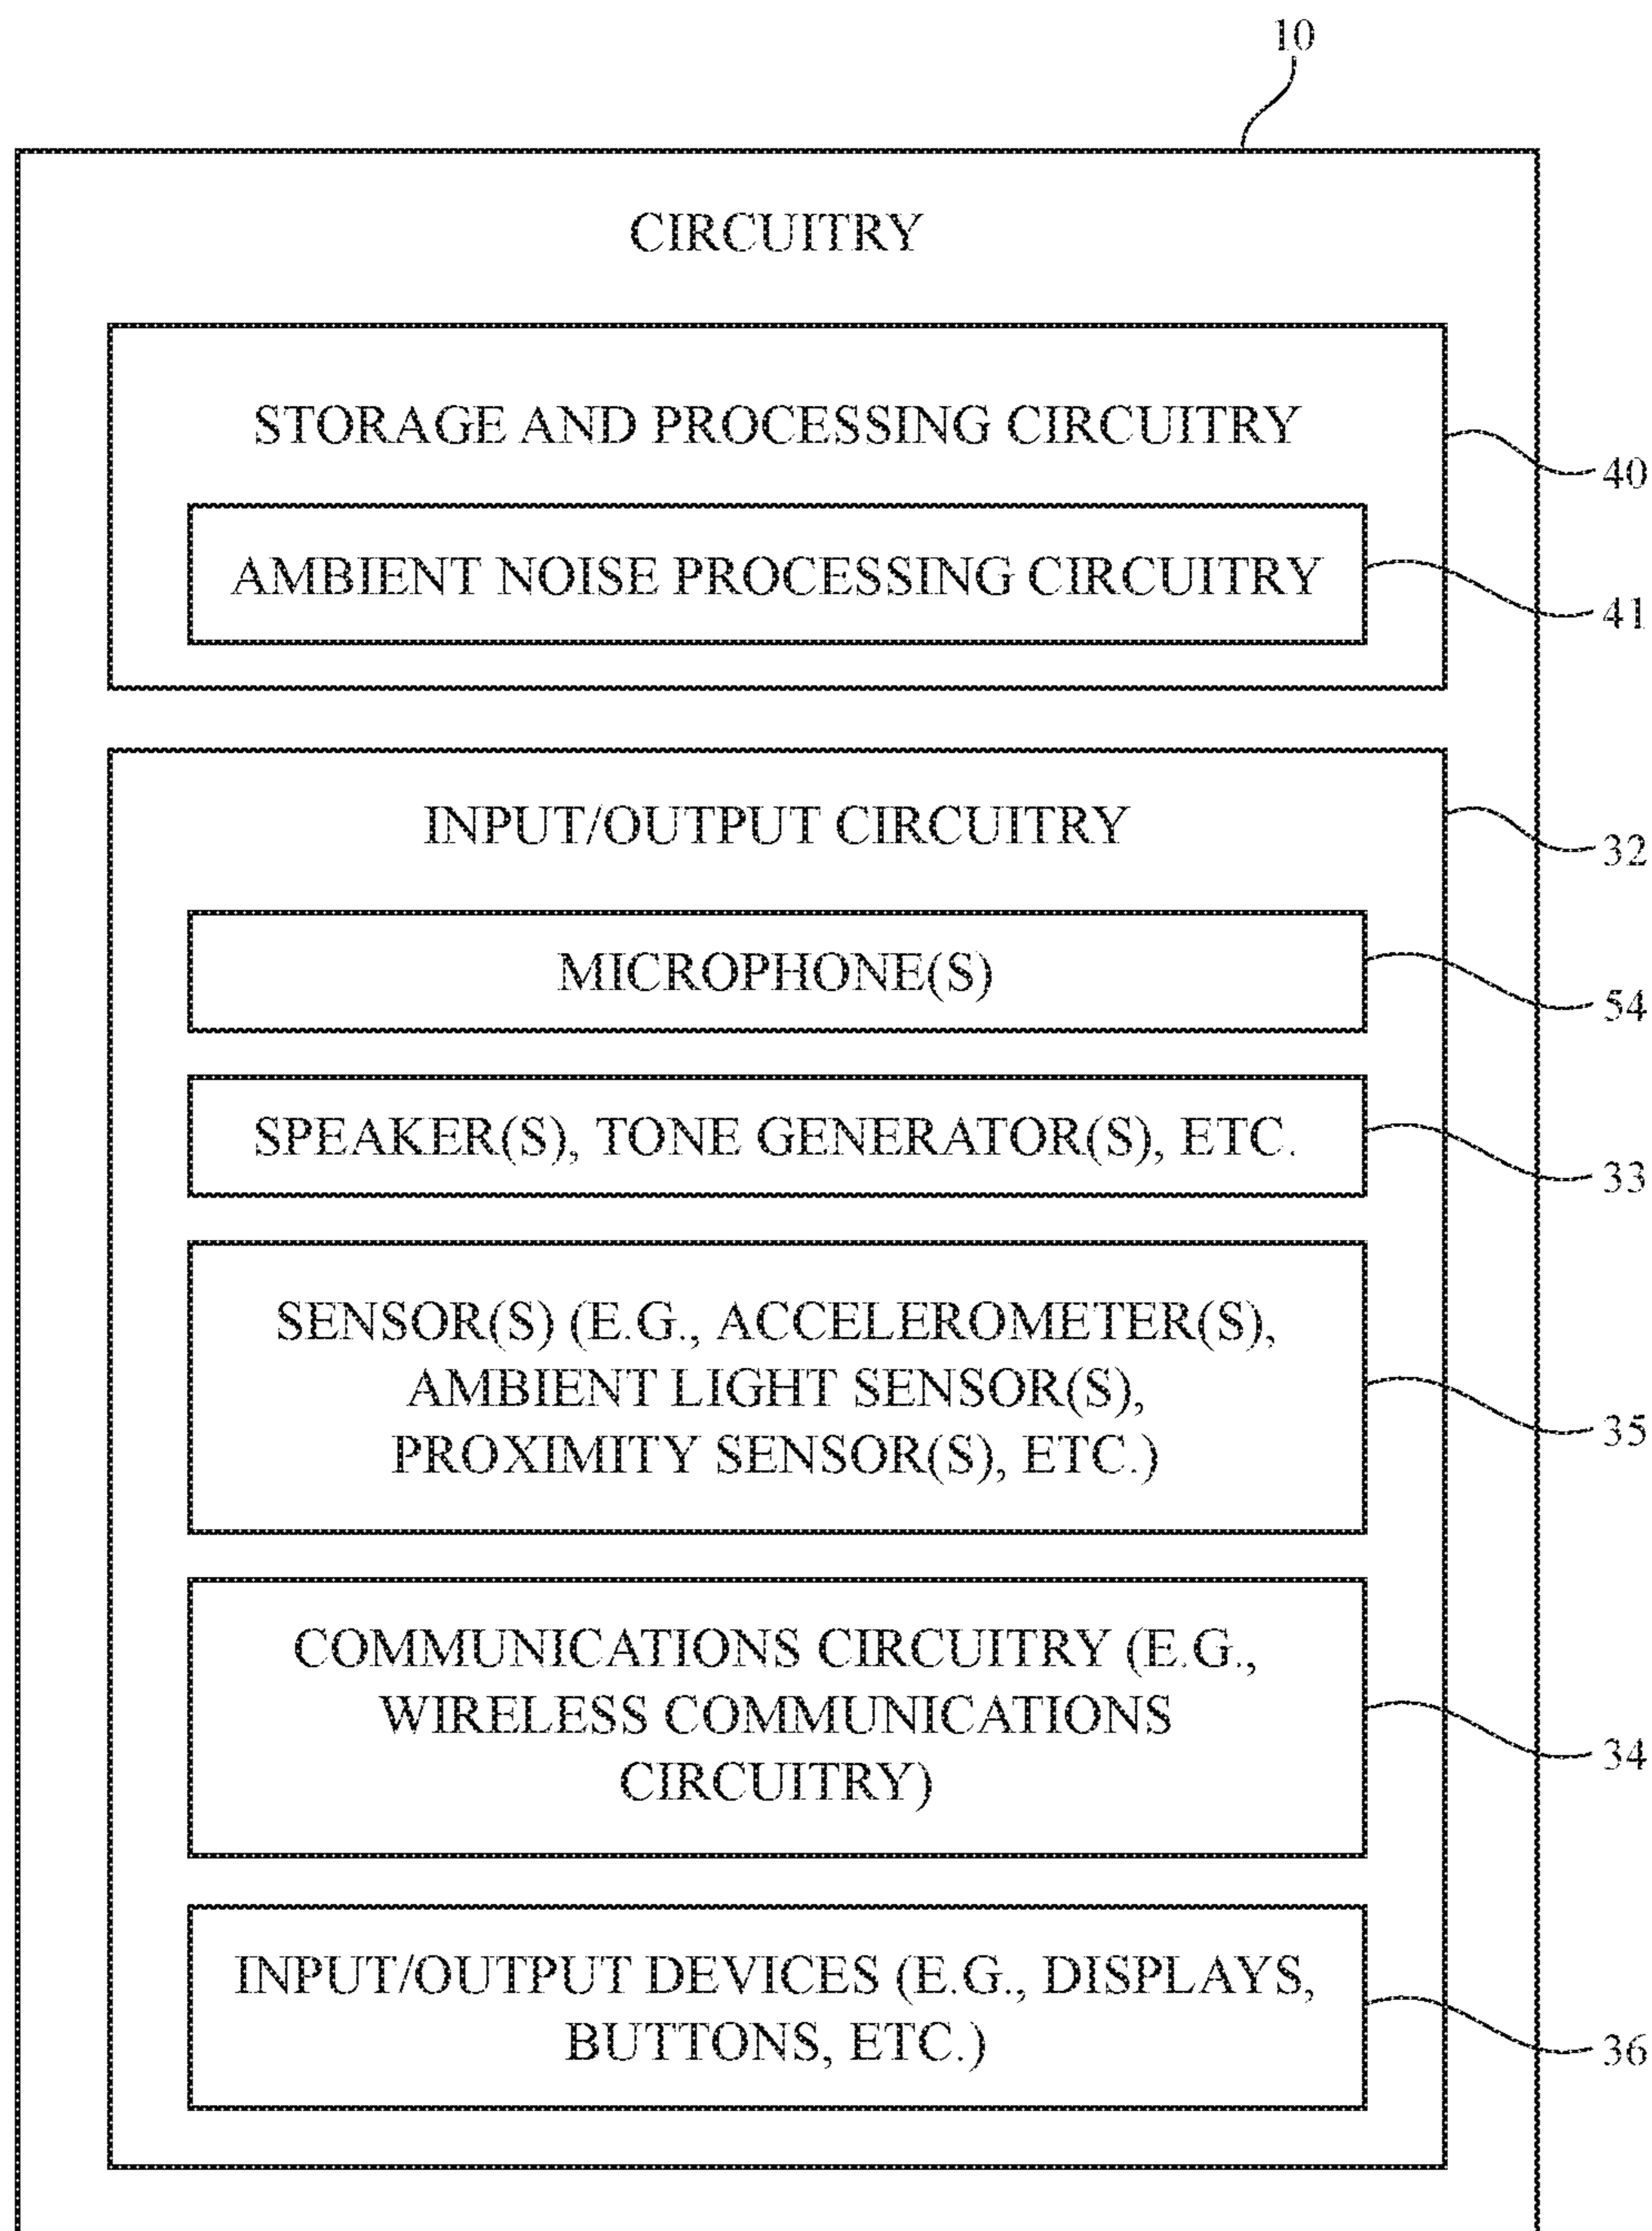 10
CIRCUITRY
STORAGE AND PROCESSING CIRCUITRY
40
AMBIENT NOISE PROCESSING CIRCUITRY
41
INPUT/OUTPUT CIRCUITRY
32
MICROPHONE(S)
54
SPEAKER(S), TONE GENERATOR(S), ETC.
33
SENSOR(S) (E.G., ACCELEROMETER(S),
AMBIENT LIGHT SENSOR(S),
PROXIMITY SENSOR(S), ETC.)
35
COMMUNICATIONS CIRCUITRY (E.G.,
WIRELESS COMMUNICATIONS
CIRCUITRY)
34
INPUT/OUTPUT DEVICES (E.G., DISPLAYS,
BUTTONS, ETC.)
36